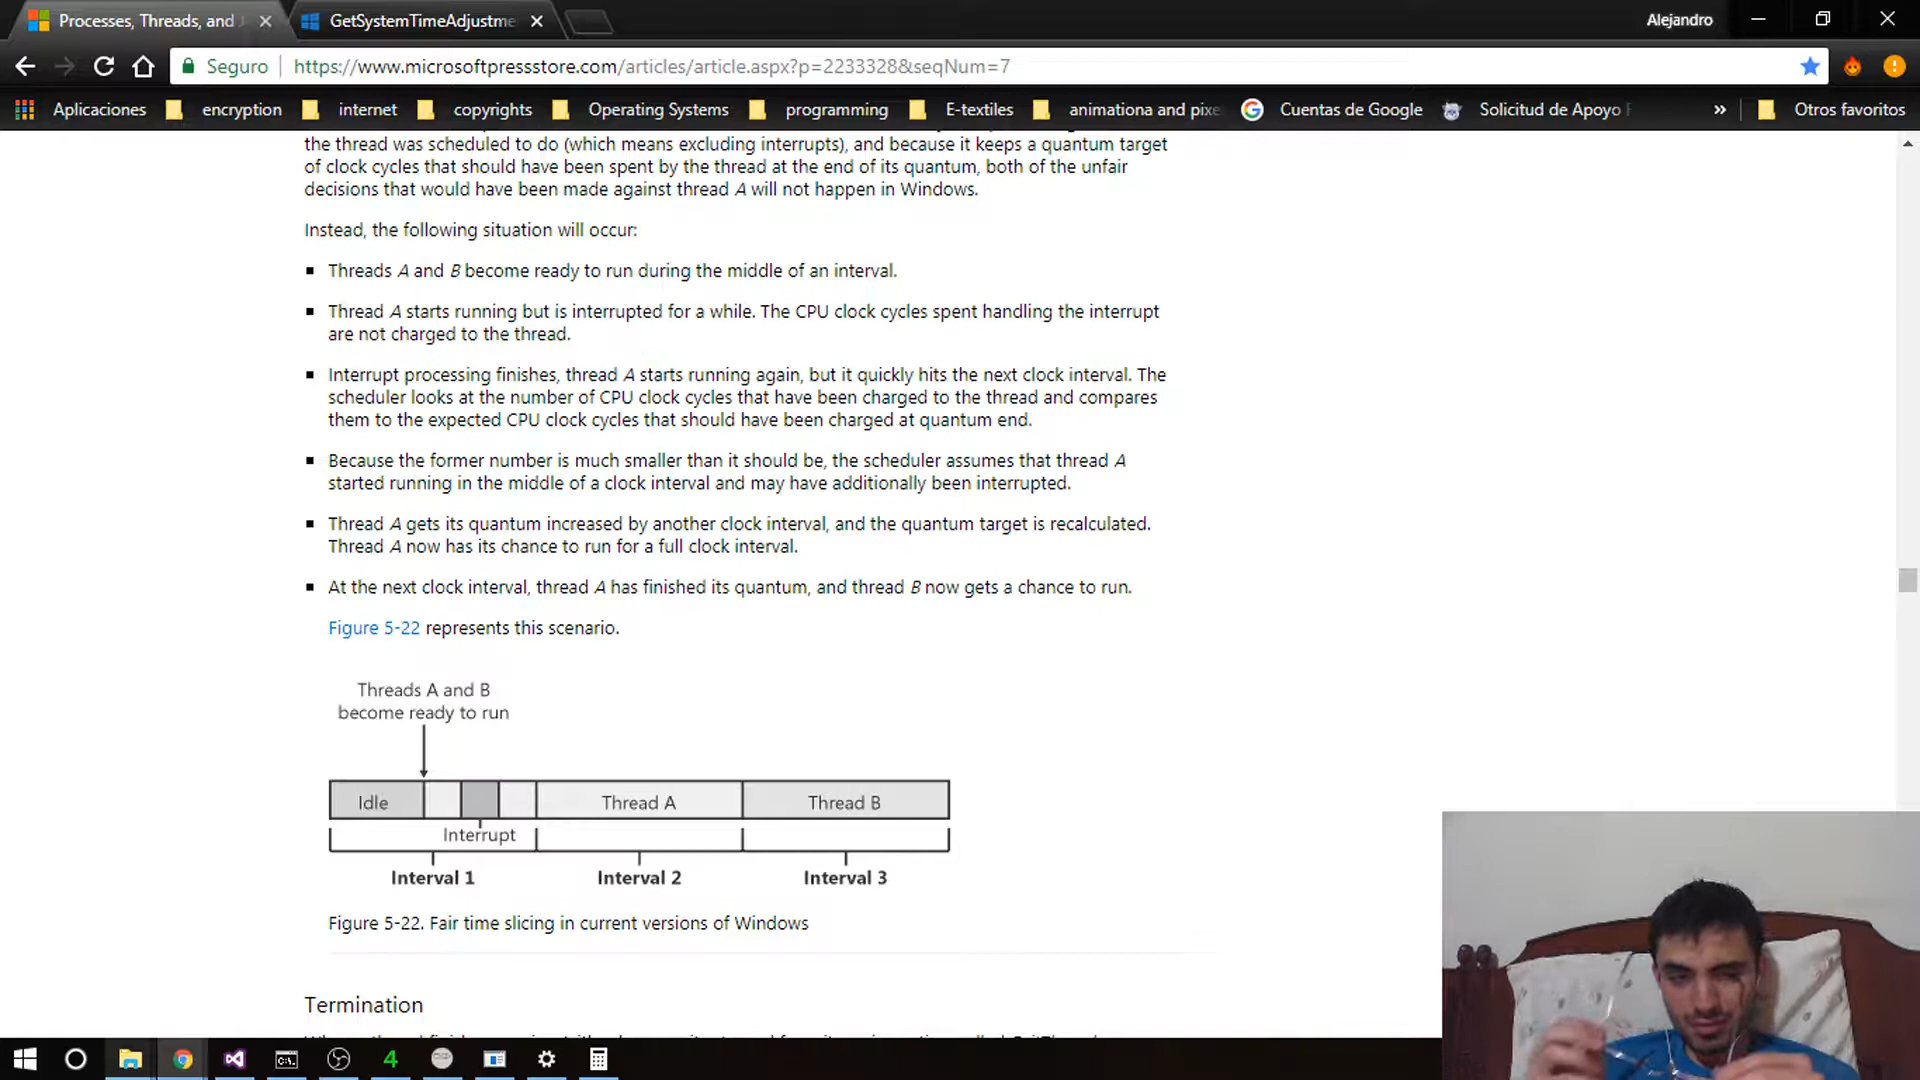 Processes, Threads, and
GetSystemTimeAdjustme
Alejandro
Seguro
https://www.microsoftpressstore.com/articles/article.aspx?p=2233328&seqNum=7
Aplicaciones
encryption
internet
copyrights
Operating Systems
programming
E-textiles
animationa and pixe
Cuentas de Google
Solicitud de Apoyo
»
Otros favoritos
the thread was scheduled to do (which means excluding interrupts), and because it keeps a quantum target
of clock cycles that should have been spent by the thread at the end of its quantum, both of the unfair
decisions that would have been made against thread A will not happen in Windows.
Instead, the following situation will occur:
Threads A and B become ready to run during the middle of an interval.
Thread A starts running but is interrupted for a while. The CPU clock cycles spent handling the interrupt
are not charged to the thread.
Interrupt processing finishes, thread A starts running again, but it quickly hits the next clock interval. The
scheduler looks at the number of CPU clock cycles that have been charged to the thread and compares
them to the expected CPU clock cycles that should have been charged at quantum end.
Because the former number is much smaller than it should be, the scheduler assumes that thread A
started running in the middle of a clock interval and may have additionally been interrupted.
Thread A gets its quantum increased by another clock interval, and the quantum target is recalculated.
Thread A now has its chance to run for a full clock interval.
At the next clock interval, thread A has finished its quantum, and thread B now gets a chance to run.
Figure 5-22 represents this scenario.
Threads A and B
become ready to run
Idle
Thread A
Thread B
Interrupt
Interval 1
Interval 2
Interval 3
Figure 5-22. Fair time slicing in current versions of Windows
Termination
4